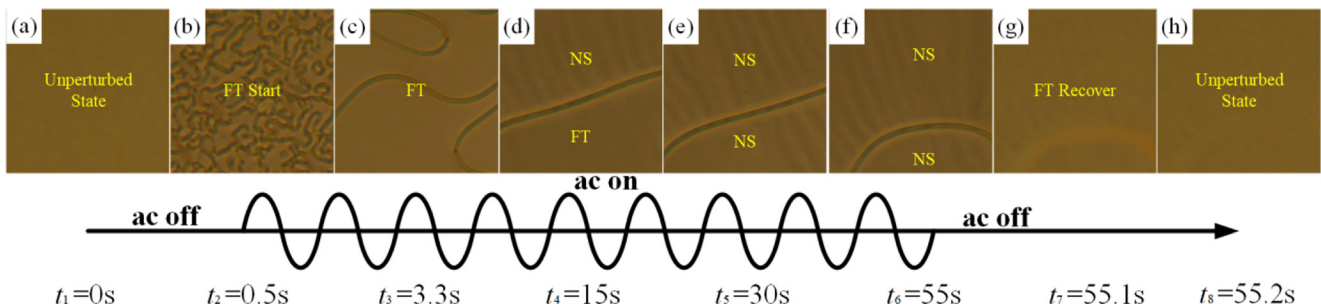 (a) (b) (c) (d) (e) (f) (g) (h)
Unperturbed
State
FT Start
FT
NS
FT
NS
NS
NS
NS
FT Recover
Unperturbed
State
ac off
ac on
ac off
t₁=0s t₂=0.5s t₃=3.3s t₄=15s t₅=30s t₆=55s t₇=55.1s t₈=55.2s